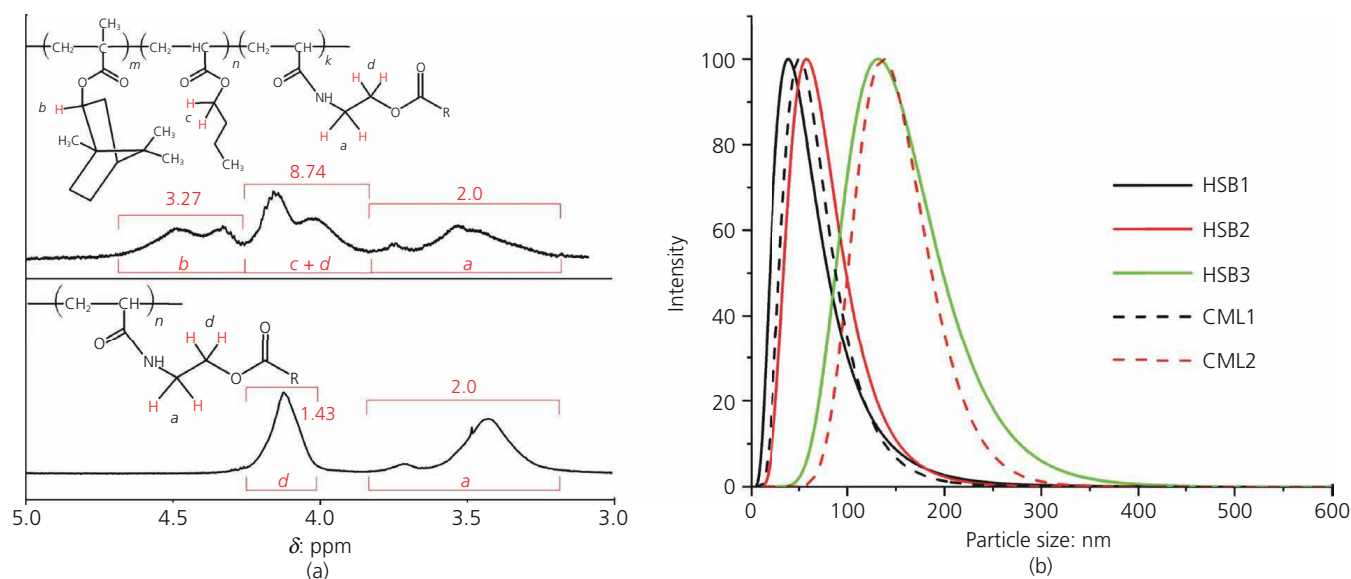 (a)
CH₃
( CH₂ C )m ( CH₂ HC )n ( CH₂ CH )k
O O O O O
d
H H O
NH O R
b H H c H
H H
a
H₃C CH₃
CH₃
CH₃
3.27 8.74 2.0
b c + d a
( CH₂ CH )n
O d
H H O
NH O R
H H
a
2.0
1.43
d a
5.0 4.5 4.0 3.5 3.0
δ: ppm
(b)
100
80
60
40
20
0
Intensity
HSB1
HSB2
HSB3
CML1
CML2
0 100 200 300 400 500 600
Particle size: nm